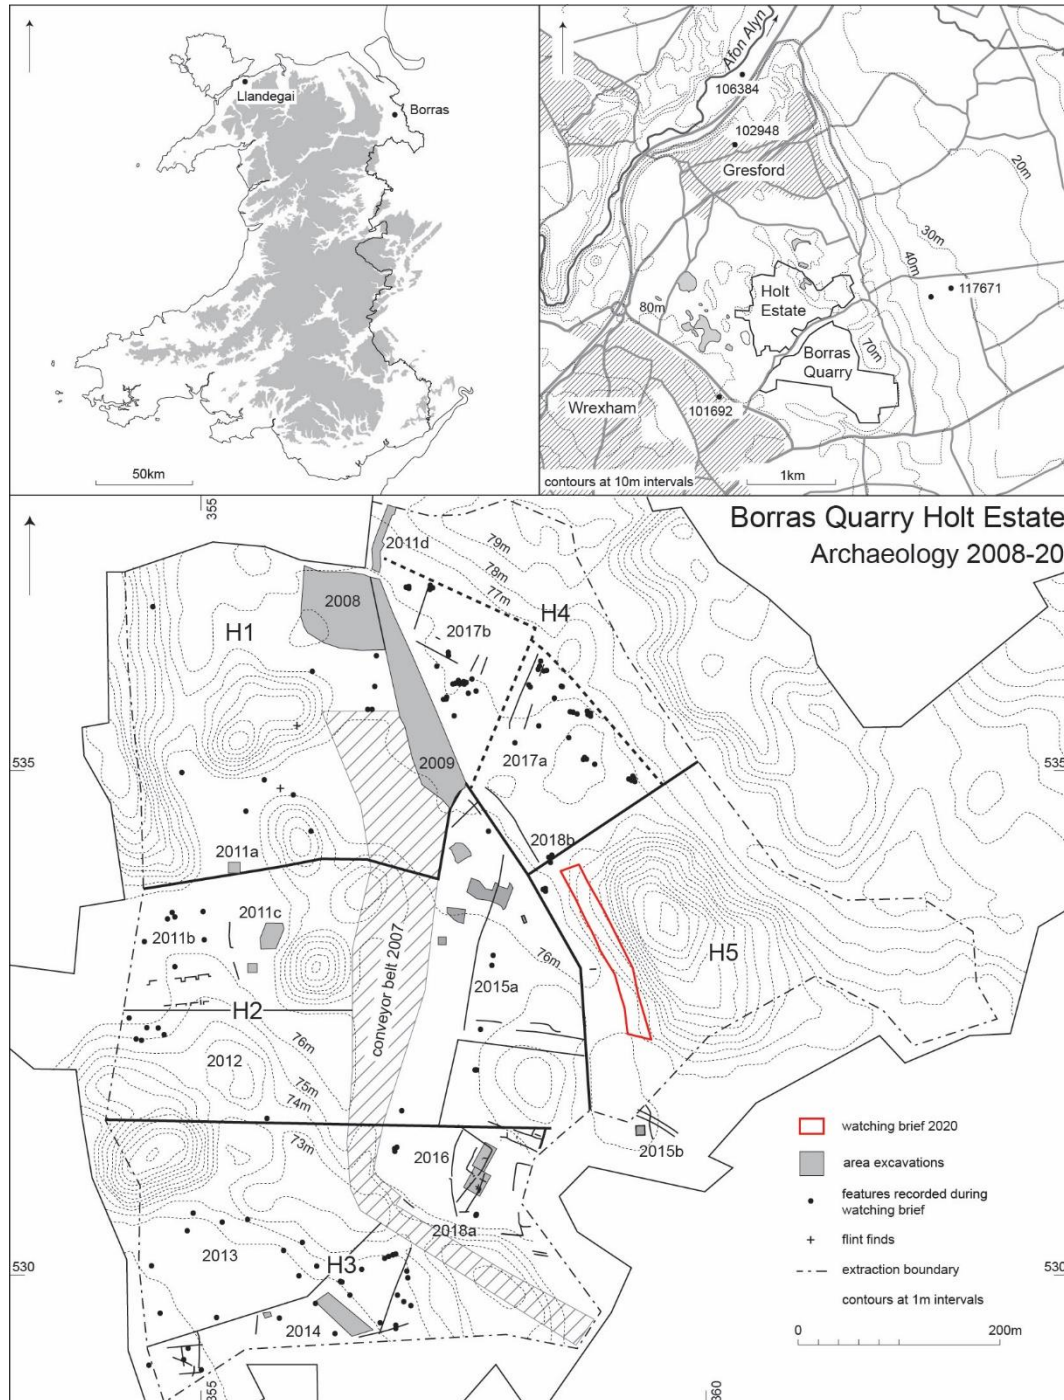 Llandegai
Borras
50km
Afon Alyn
106384
102948
Gresford
20m
30m
40m
117671
Holt
Estate
80m
70m
Borras
Quarry
Wrexham
101692
contours at 10m intervals
1km
355
Borras Quarry Holt Estate
Archaeology 2008-20
2011d
79m
78m
77m
2008
H4
H1
2017b
535
2009
2017a
535
2011a
2018b
2011c
2011b
76m
H5
conveyor belt 2007
2015a
H2
76m
2012
75m
74m
73m
2016
2015b
watching brief 2020
area excavations
features recorded during
watching brief
flint finds
extraction boundary
contours at 1m intervals
0
200m
2018a
2013
H3
530
530
2014
355
360